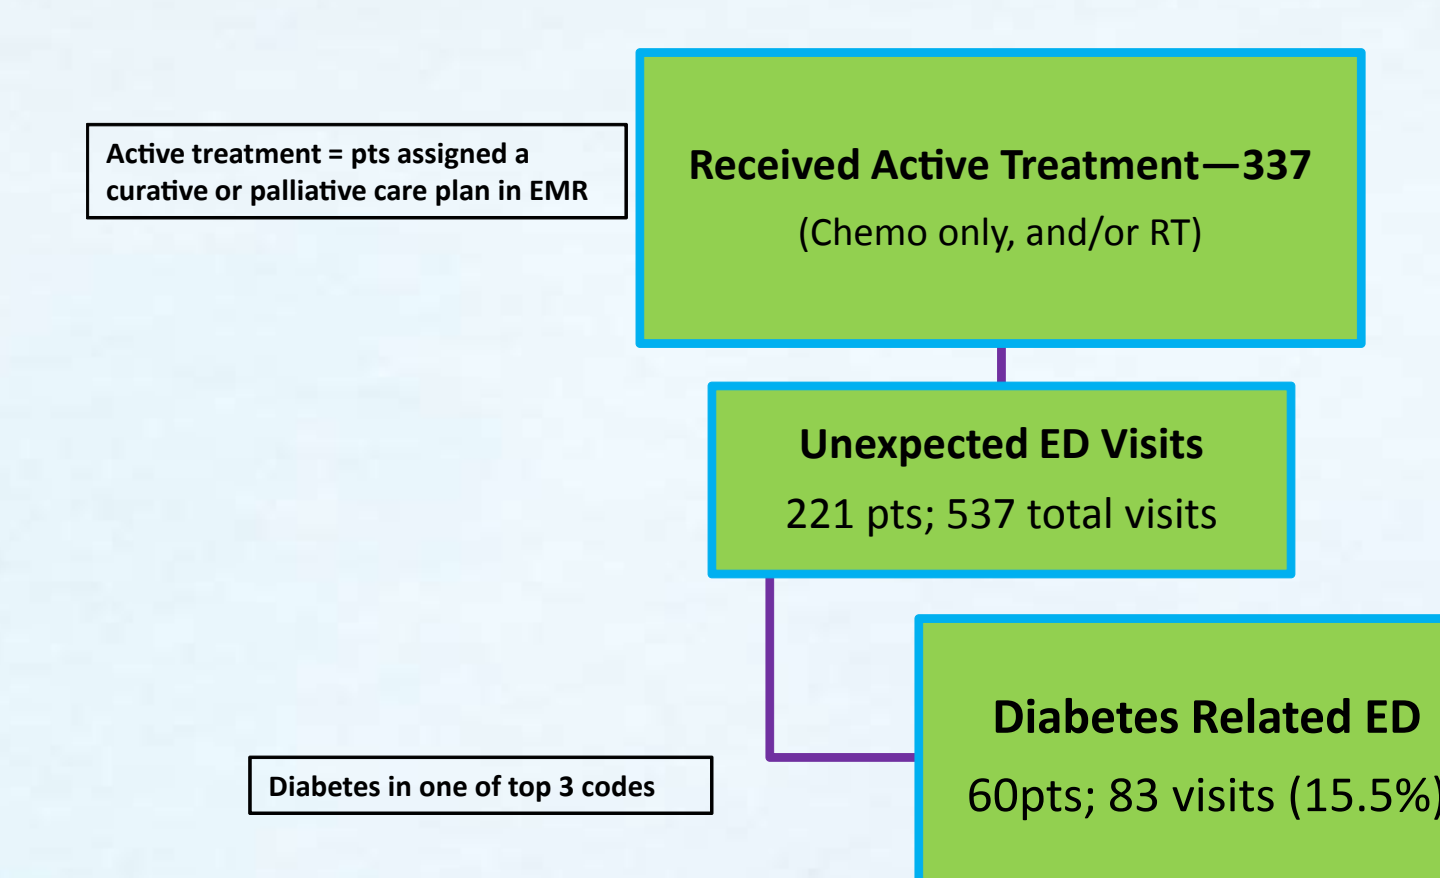 Active treatment = pts assigned a
curative or palliative care plan in EMR
Received Active Treatment—337
(Chemo only, and/or RT)
Unexpected ED Visits
221 pts; 537 total visits
Diabetes in one of top 3 codes
Diabetes Related ED
60pts; 83 visits (15.5%)